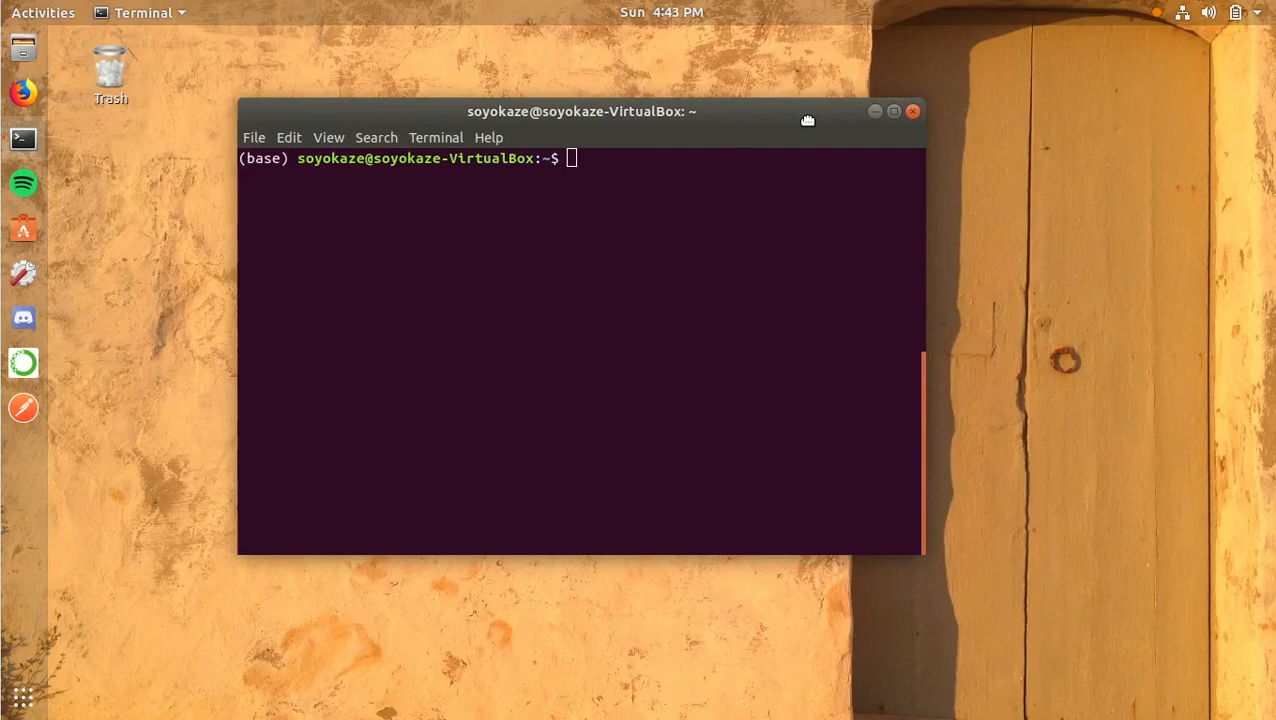 Activities Terminal Sun 4:43 PM
Trash
soyokaze@soyokaze-VirtualBox: ~
File Edit View Search Terminal Help
(base) soyokaze@soyokaze-VirtualBox:~$